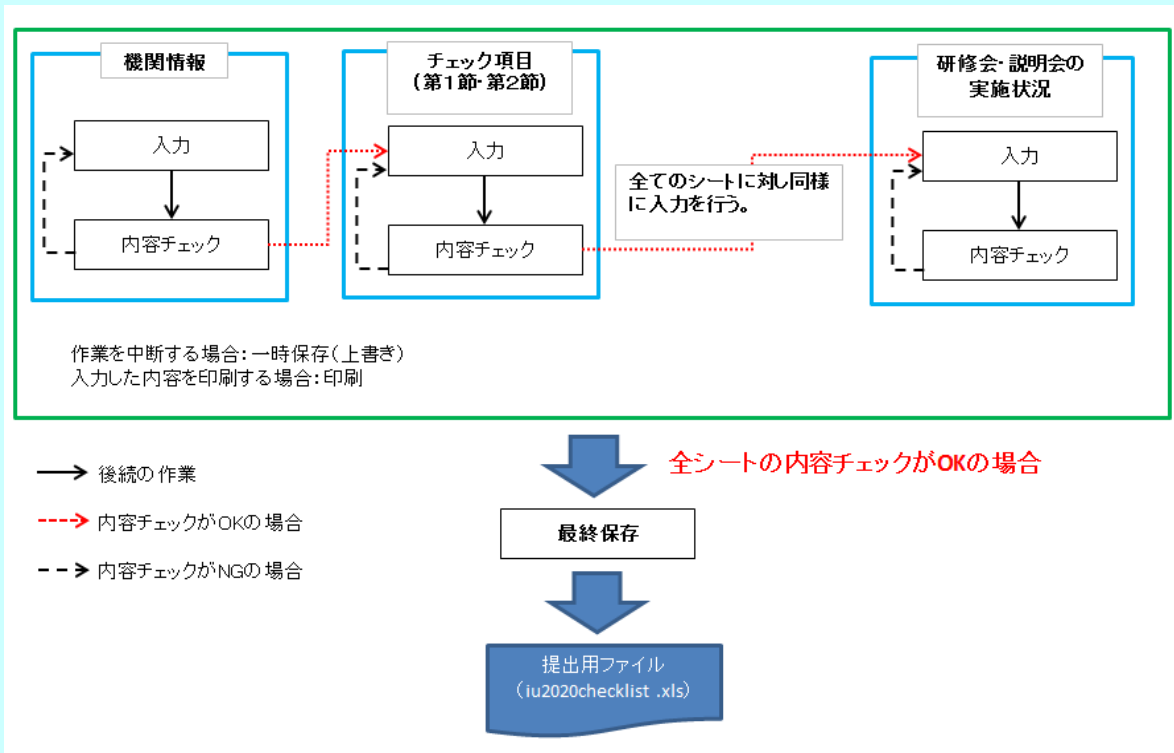 機関情報
入力
内容チェック
チェック項目
(第1節・第2節)
入力
内容チェック
全てのシートに対し同様
に入力を行う。
研修会・説明会の
実施状況
入力
内容チェック
作業を中断する場合:一時保存(上書き)
入力した内容を印刷する場合:印刷
全シートの内容チェックがOKの場合
後続の作業
内容チェックがOKの場合
内容チェックがNGの場合
最終保存
提出用ファイル
(iu2020checklist .xls)